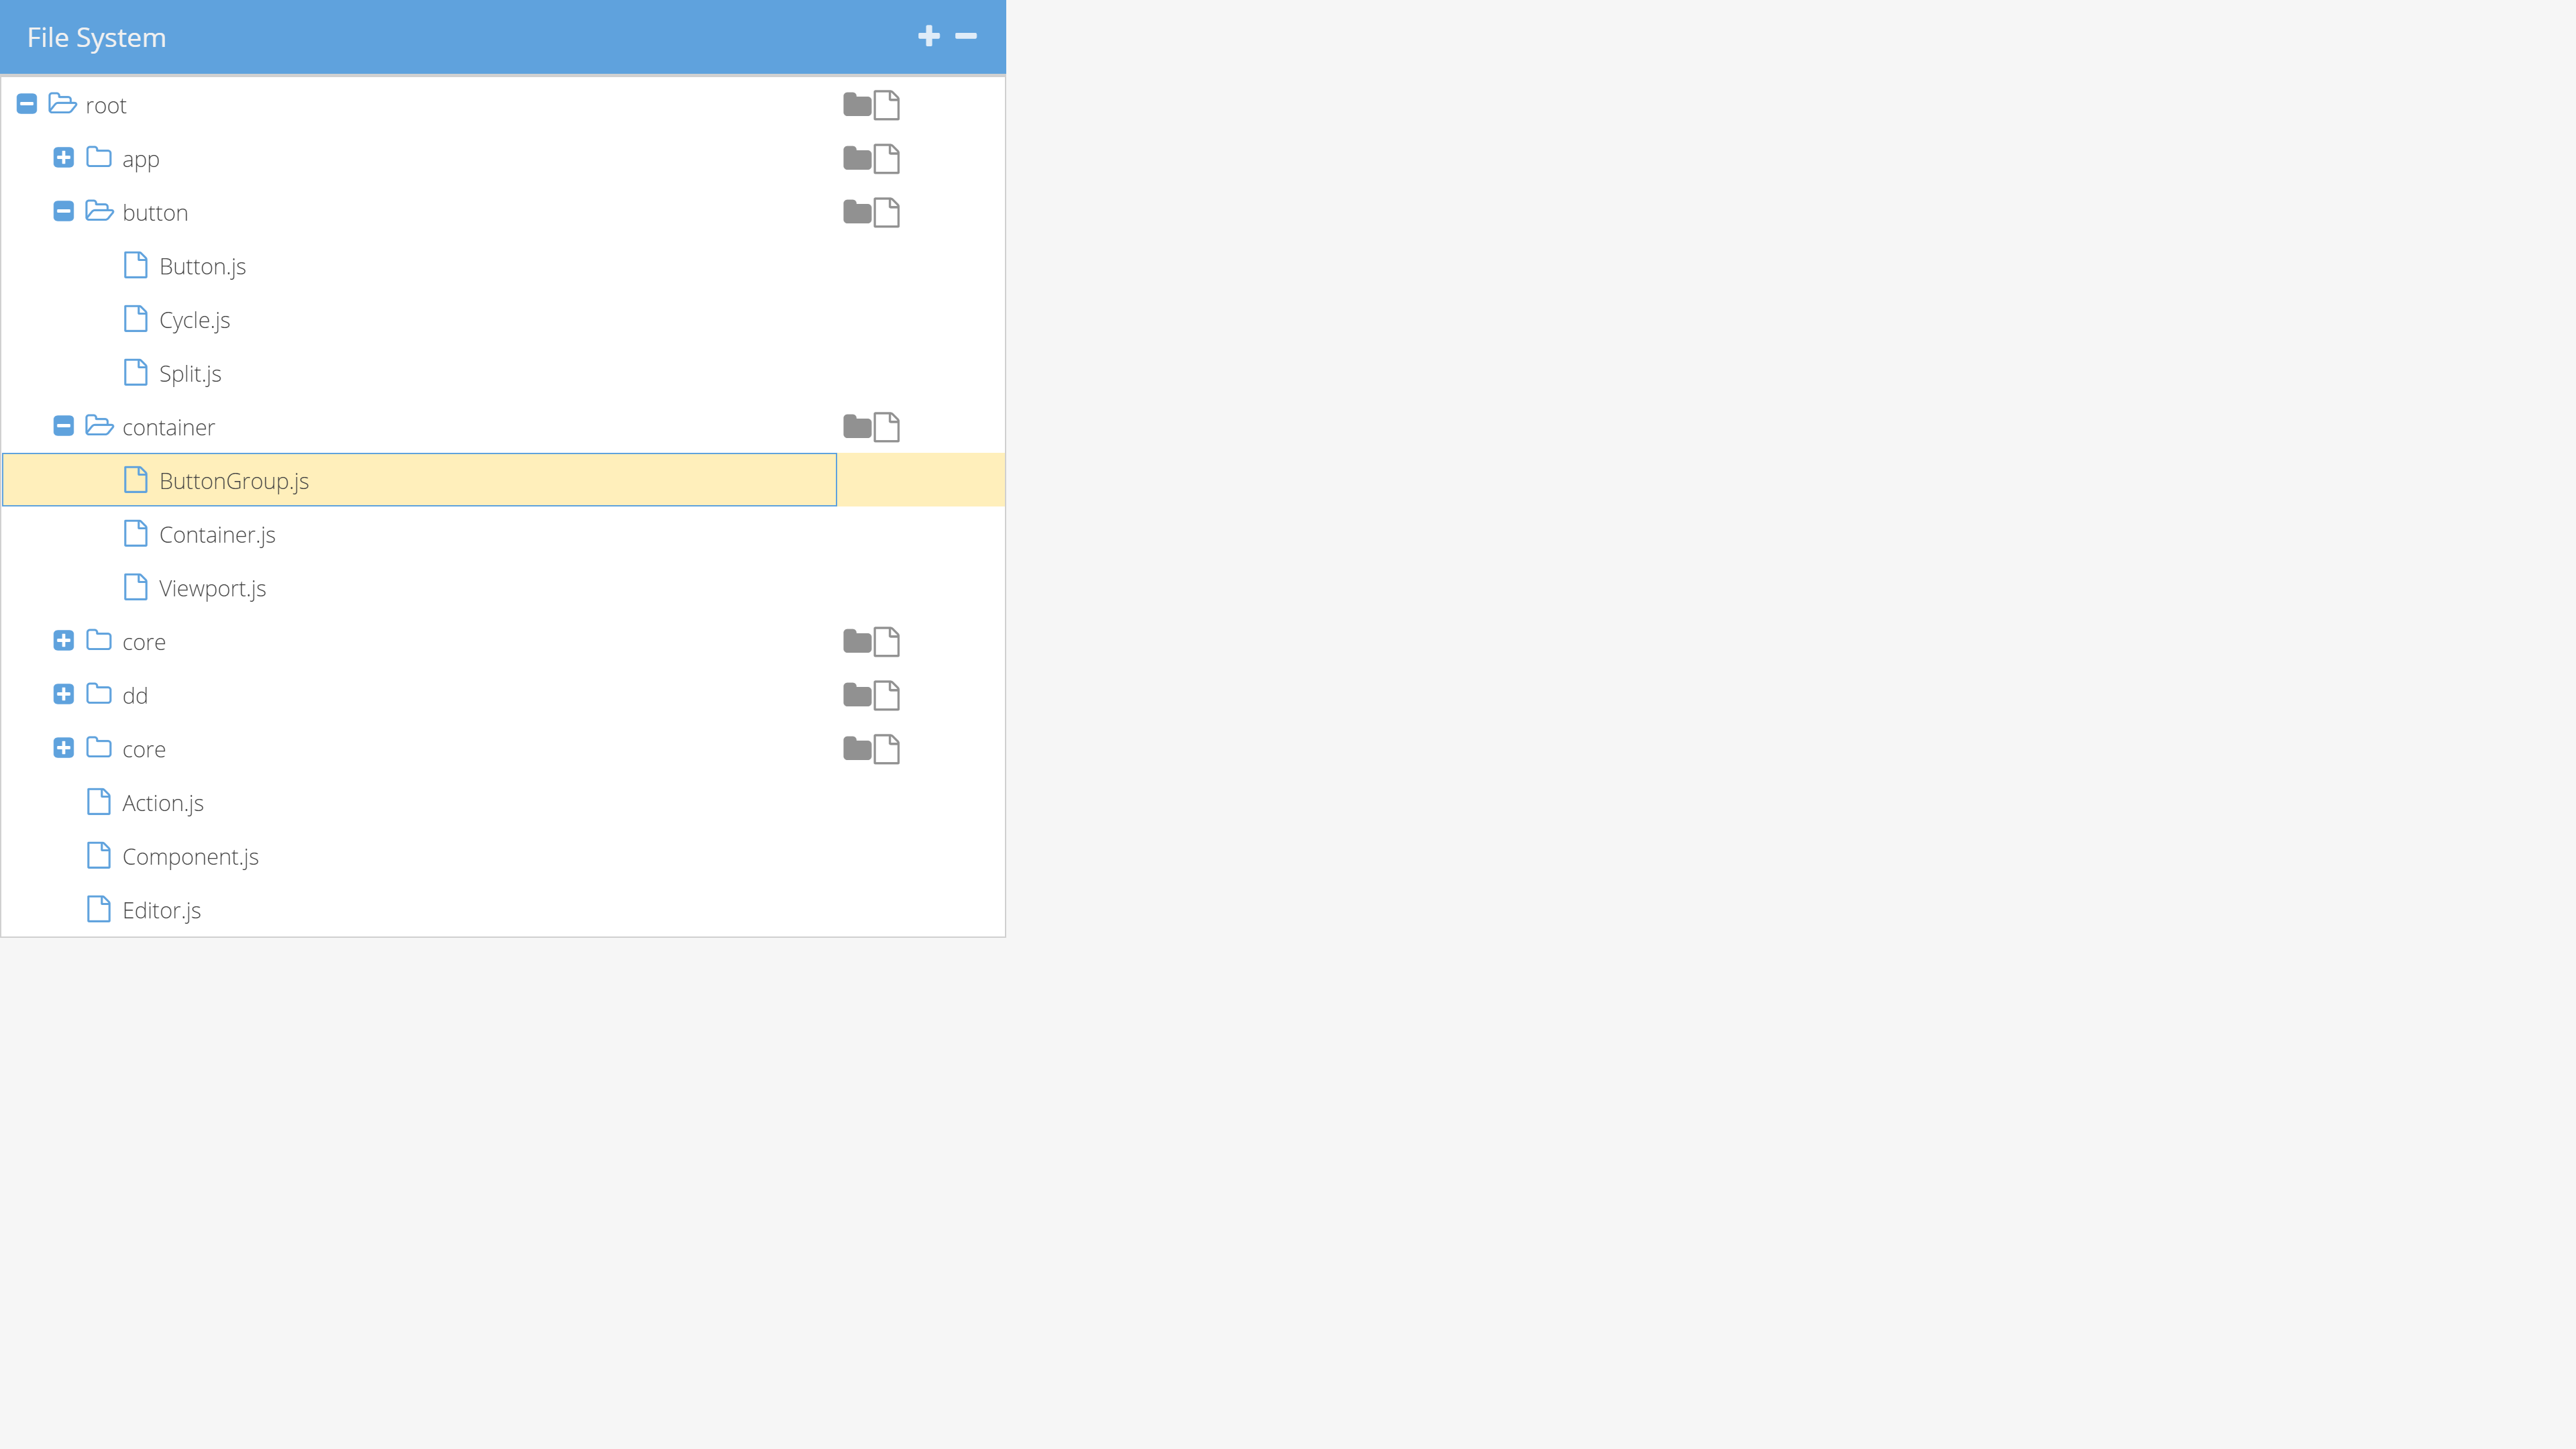 File System
root
app
button
Button.js
Cycle.js
Split.js
container
ButtonGroup.js
Container.js
Viewport.js
core
dd
core
Action.js
Component.js
Editor.js